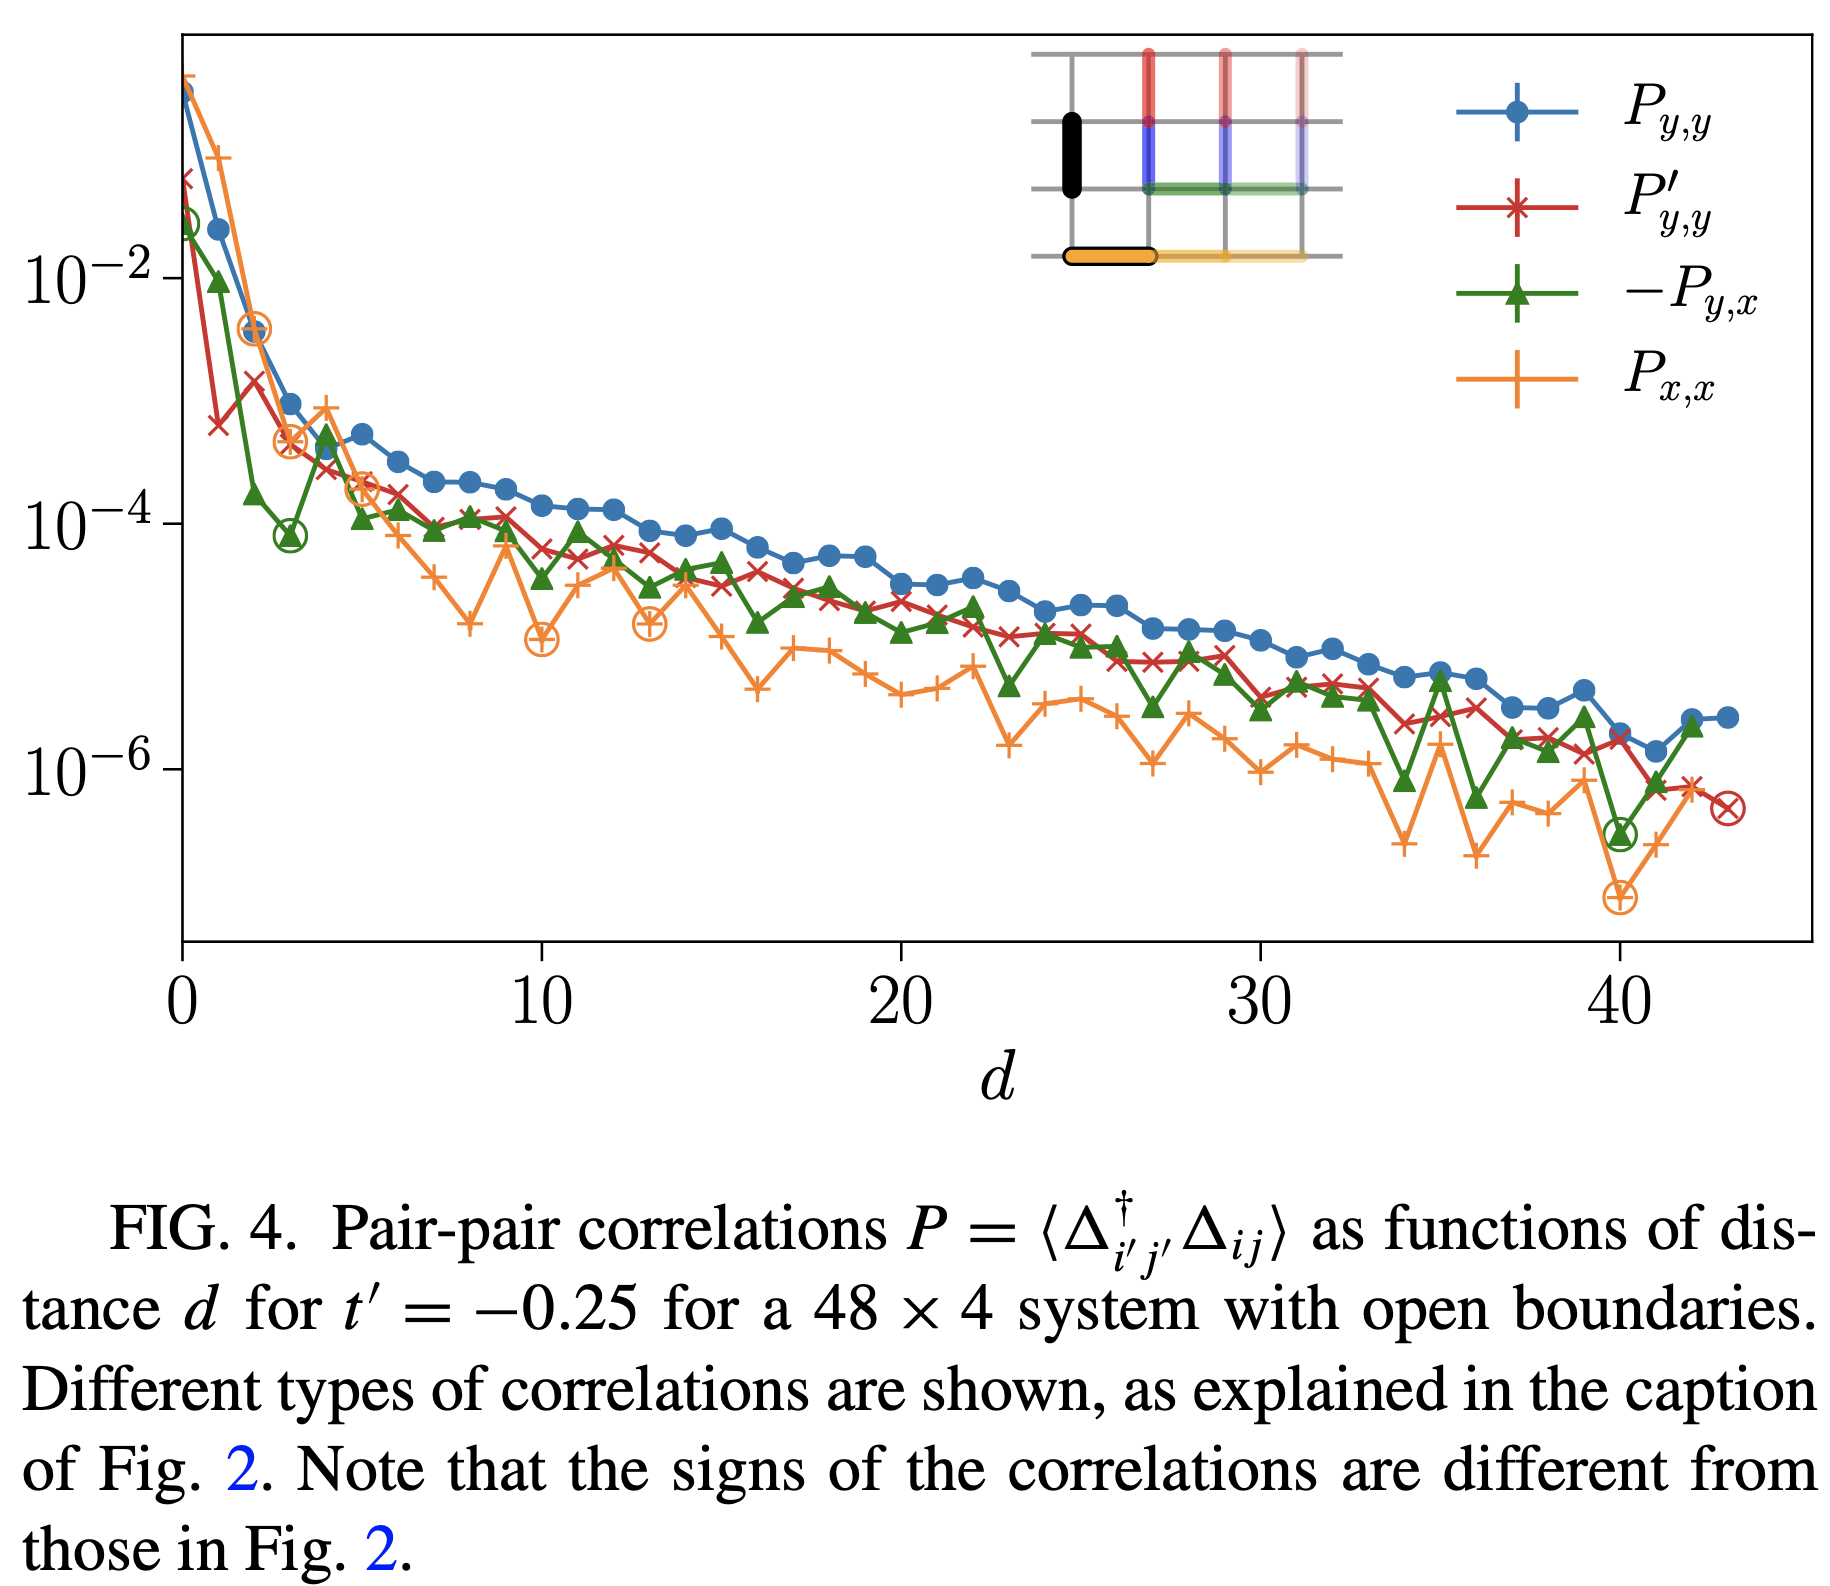 10⁻²
10⁻⁴
10⁻⁶
0 10 20 30 40
d
P_{y,y}
P′_{y,y}
−P_{y,x}
P_{x,x}
FIG. 4. Pair-pair correlations P = ⟨Δ†_{i′j′}Δ_{ij}⟩ as functions of dis-
tance d for t′ = −0.25 for a 48 × 4 system with open boundaries.
Different types of correlations are shown, as explained in the caption
of Fig. 2. Note that the signs of the correlations are different from
those in Fig. 2.